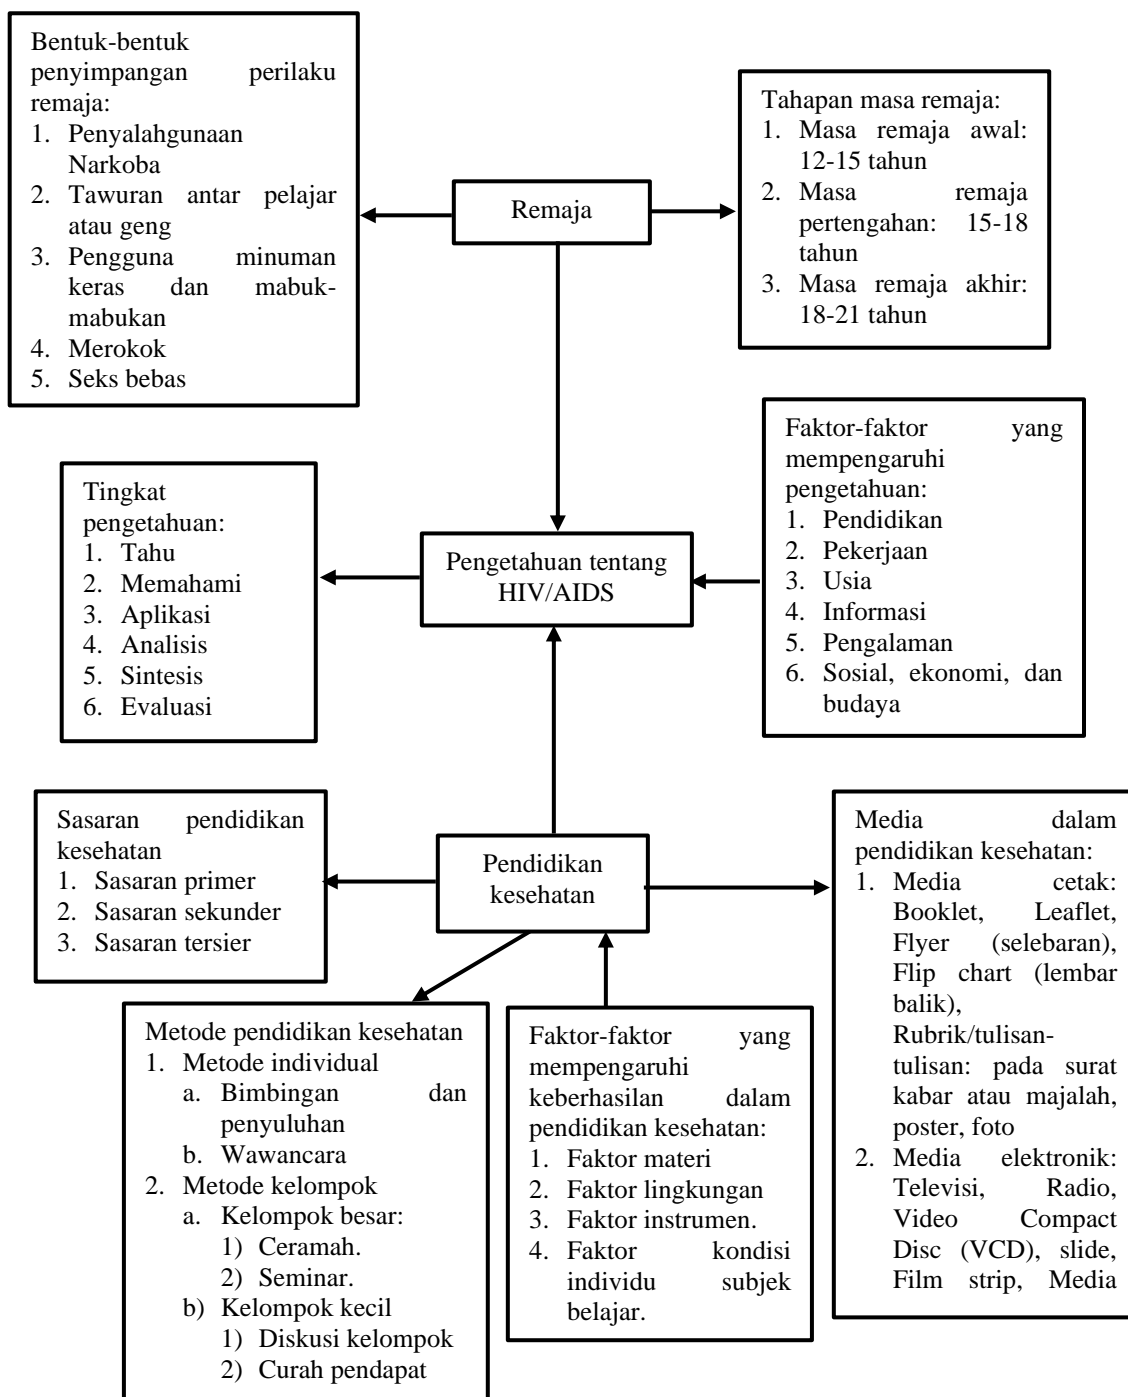 Bentuk-bentuk
penyimpangan perilaku
remaja:
1. Penyalahgunaan
Narkoba
2. Tawuran antar pelajar
atau geng
3. Pengguna minuman
keras dan mabuk-
mabukan
4. Merokok
5. Seks bebas
Remaja
Tahapan masa remaja:
1. Masa remaja awal:
12-15 tahun
2. Masa remaja
pertengahan: 15-18
tahun
3. Masa remaja akhir:
18-21 tahun
Tingkat
pengetahuan:
1. Tahu
2. Memahami
3. Aplikasi
4. Analisis
5. Sintesis
6. Evaluasi
Pengetahuan tentang
HIV/AIDS
Faktor-faktor yang
mempengaruhi
pengetahuan:
1. Pendidikan
2. Pekerjaan
3. Usia
4. Informasi
5. Pengalaman
6. Sosial, ekonomi, dan
budaya
Sasaran pendidikan
kesehatan
1. Sasaran primer
2. Sasaran sekunder
3. Sasaran tersier
Pendidikan
kesehatan
Media dalam
pendidikan kesehatan:
1. Media cetak:
Booklet, Leaflet,
Flyer (selebaran),
Flip chart (lembar
balik),
Rubrik/tulisan-
tulisan: pada surat
kabar atau majalah,
poster, foto
2. Media elektronik:
Televisi, Radio,
Video Compact
Disc (VCD), slide,
Film strip, Media
Metode pendidikan kesehatan
1. Metode individual
a. Bimbingan dan
penyuluhan
b. Wawancara
2. Metode kelompok
a. Kelompok besar:
1) Ceramah.
2) Seminar.
b) Kelompok kecil
1) Diskusi kelompok
2) Curah pendapat
Faktor-faktor yang
mempengaruhi
keberhasilan dalam
pendidikan kesehatan:
1. Faktor materi
2. Faktor lingkungan
3. Faktor instrumen.
4. Faktor kondisi
individu subjek
belajar.